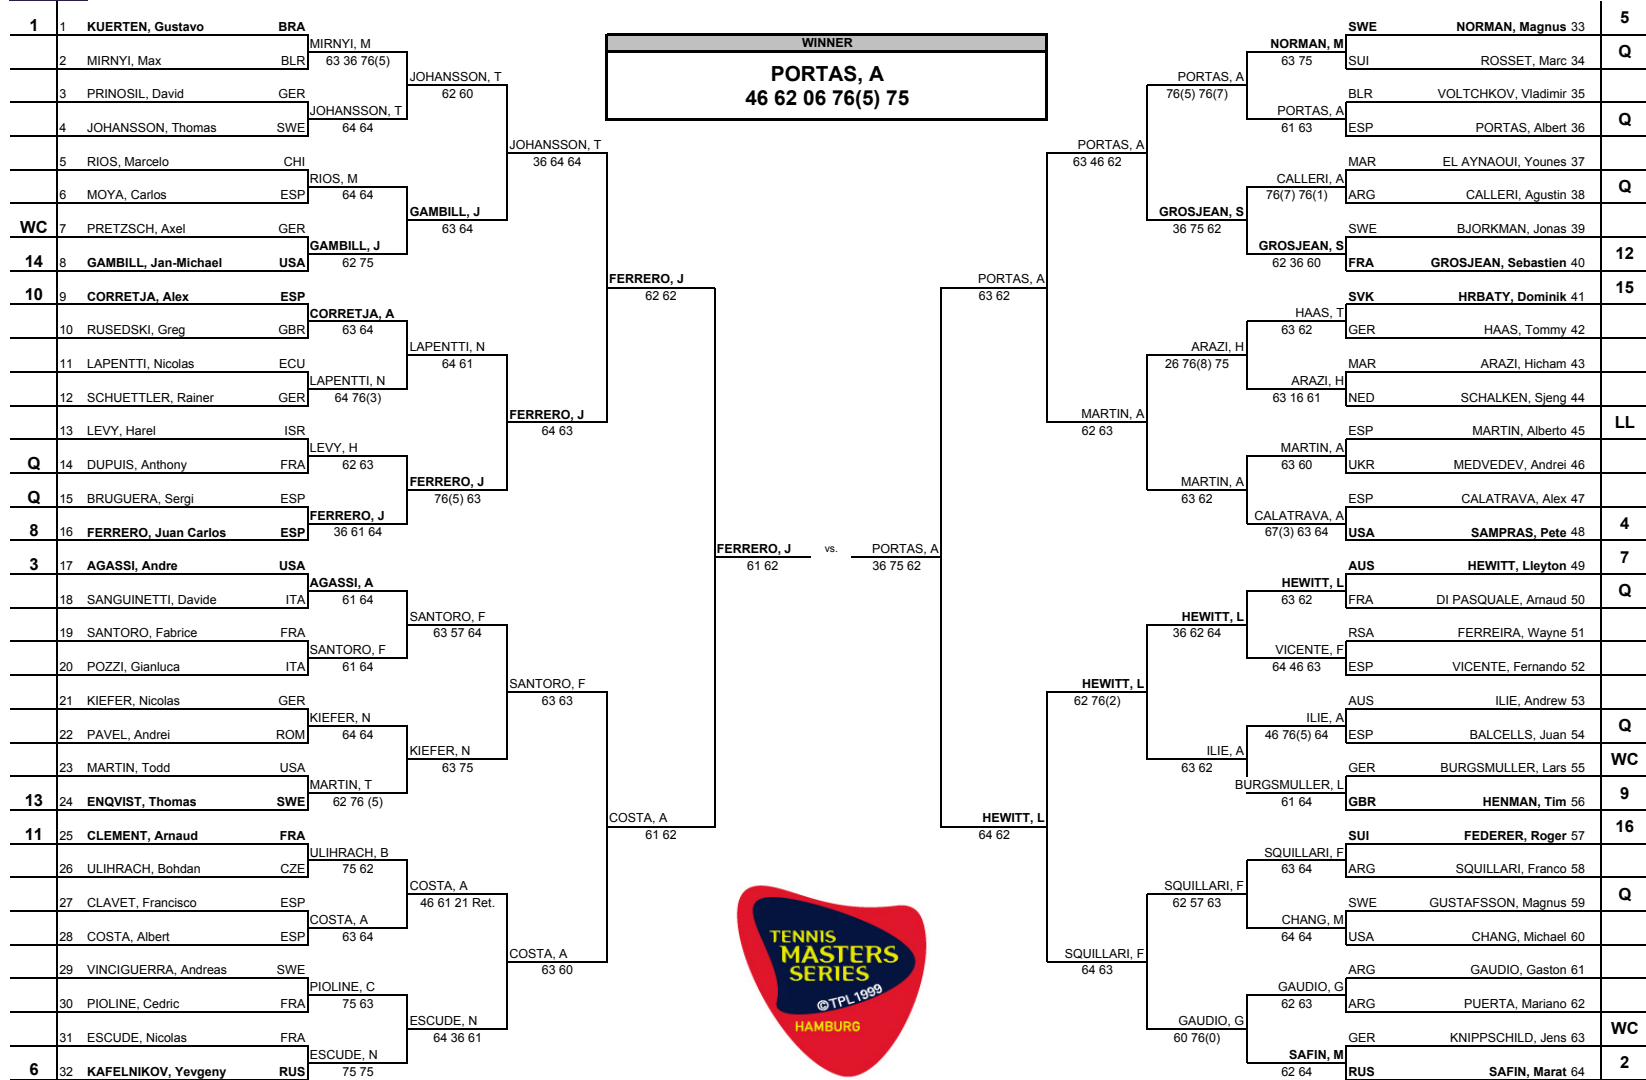 WINNER
PORTAS, A
46 62 06 76(5) 75
1 1 KUERTEN, Gustavo BRA
2 MIRNYI, Max BLR
3 PRINOSIL, David GER
4 JOHANSSON, Thomas SWE
5 RIOS, Marcelo CHI
6 MOYA, Carlos ESP
WC 7 PRETZSCH, Axel GER
14 8 GAMBILL, Jan-Michael USA
10 9 CORRETJA, Alex ESP
10 RUSEDSKI, Greg GBR
11 LAPENTTI, Nicolas ECU
12 SCHUETTLER, Rainer GER
13 LEVY, Harel ISR
Q 14 DUPUIS, Anthony FRA
Q 15 BRUGUERA, Sergi ESP
8 16 FERRERO, Juan Carlos ESP
3 17 AGASSI, Andre USA
18 SANGUINETTI, Davide ITA
19 SANTORO, Fabrice FRA
20 POZZI, Gianluca ITA
21 KIEFER, Nicolas GER
22 PAVEL, Andrei ROM
23 MARTIN, Todd USA
13 24 ENQVIST, Thomas SWE
11 25 CLEMENT, Arnaud FRA
26 ULIHRACH, Bohdan CZE
27 CLAVET, Francisco ESP
28 COSTA, Albert ESP
29 VINCIGUERRA, Andreas SWE
30 PIOLINE, Cedric FRA
31 ESCUDE, Nicolas FRA
6 32 KAFELNIKOV, Yevgeny RUS
MIRNYI, M
63 36 76(5)
JOHANSSON, T
64 64
RIOS, M
64 64
GAMBILL, J
62 75
CORRETJA, A
63 64
LAPENTTI, N
64 76(3)
LEVY, H
62 63
FERRERO, J
36 61 64
AGASSI, A
61 64
SANTORO, F
61 64
KIEFER, N
64 64
MARTIN, T
62 76 (5)
ULIHRACH, B
75 62
COSTA, A
63 64
PIOLINE, C
75 63
ESCUDE, N
75 75
JOHANSSON, T
62 60
GAMBILL, J
63 64
LAPENTTI, N
64 61
FERRERO, J
76(5) 63
SANTORO, F
63 57 64
KIEFER, N
63 75
COSTA, A
46 61 21 Ret.
ESCUDE, N
64 36 61
JOHANSSON, T
36 64 64
FERRERO, J
64 63
SANTORO, F
63 63
COSTA, A
63 60
FERRERO, J
62 62
COSTA, A
61 62
FERRERO, J
61 62
vs.
PORTAS, A
36 75 62
PORTAS, A
63 62
HEWITT, L
64 62
PORTAS, A
63 46 62
MARTIN, A
62 63
HEWITT, L
62 76(2)
SQUILLARI, F
64 63
PORTAS, A
76(5) 76(7)
GROSJEAN, S
36 75 62
ARAZI, H
26 76(8) 75
MARTIN, A
63 62
HEWITT, L
36 62 64
ILIE, A
63 62
SQUILLARI, F
62 57 63
GAUDIO, G
60 76(0)
NORMAN, M
63 75
PORTAS, A
61 63
CALLERI, A
76(7) 76(1)
GROSJEAN, S
62 36 60
HAAS, T
63 62
ARAZI, H
63 16 61
MARTIN, A
63 60
CALATRAVA, A
67(3) 63 64
HEWITT, L
63 62
VICENTE, F
64 46 63
ILIE, A
46 76(5) 64
BURGSMULLER, L
61 64
SQUILLARI, F
63 64
CHANG, M
64 64
GAUDIO, G
62 63
SAFIN, M
62 64
SWE NORMAN, Magnus 33 5
SUI ROSSET, Marc 34 Q
BLR VOLTCHKOV, Vladimir 35
ESP PORTAS, Albert 36 Q
MAR EL AYNAOUI, Younes 37
ARG CALLERI, Agustin 38 Q
SWE BJORKMAN, Jonas 39
FRA GROSJEAN, Sebastien 40 12
SVK HRBATY, Dominik 41 15
GER HAAS, Tommy 42
MAR ARAZI, Hicham 43
NED SCHALKEN, Sjeng 44
ESP MARTIN, Alberto 45 LL
UKR MEDVEDEV, Andrei 46
ESP CALATRAVA, Alex 47
USA SAMPRAS, Pete 48 4
AUS HEWITT, Lleyton 49 7
FRA DI PASQUALE, Arnaud 50 Q
RSA FERREIRA, Wayne 51
ESP VICENTE, Fernando 52
AUS ILIE, Andrew 53
ESP BALCELLS, Juan 54 Q
GER BURGSMULLER, Lars 55 WC
GBR HENMAN, Tim 56 9
SUI FEDERER, Roger 57 16
ARG SQUILLARI, Franco 58
SWE GUSTAFSSON, Magnus 59 Q
USA CHANG, Michael 60
ARG GAUDIO, Gaston 61
ARG PUERTA, Mariano 62
GER KNIPPSCHILD, Jens 63 WC
RUS SAFIN, Marat 64 2
TENNIS
MASTERS
SERIES
©TPL1999
HAMBURG